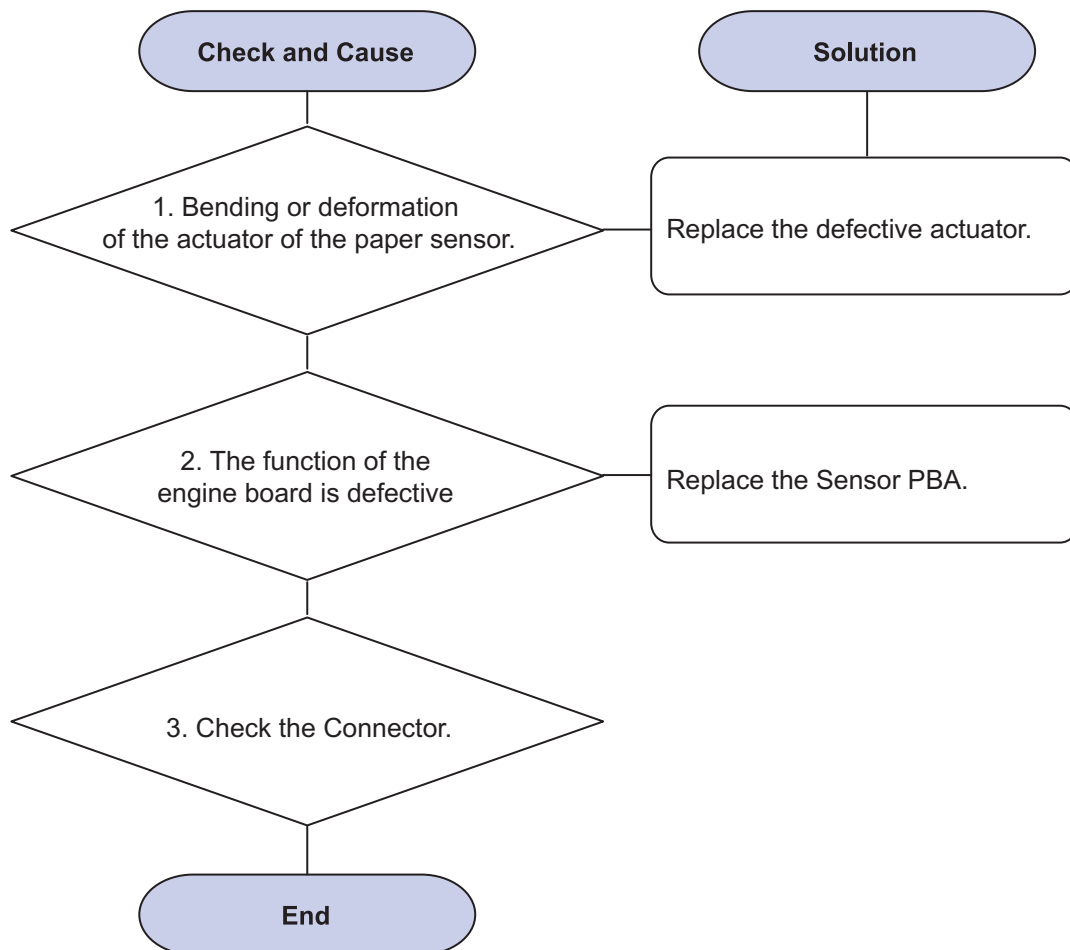 Check and Cause
Solution
1. Bending or deformation
of the actuator of the paper sensor.
Replace the defective actuator.
2. The function of the
engine board is defective
Replace the Sensor PBA.
3. Check the Connector.
End